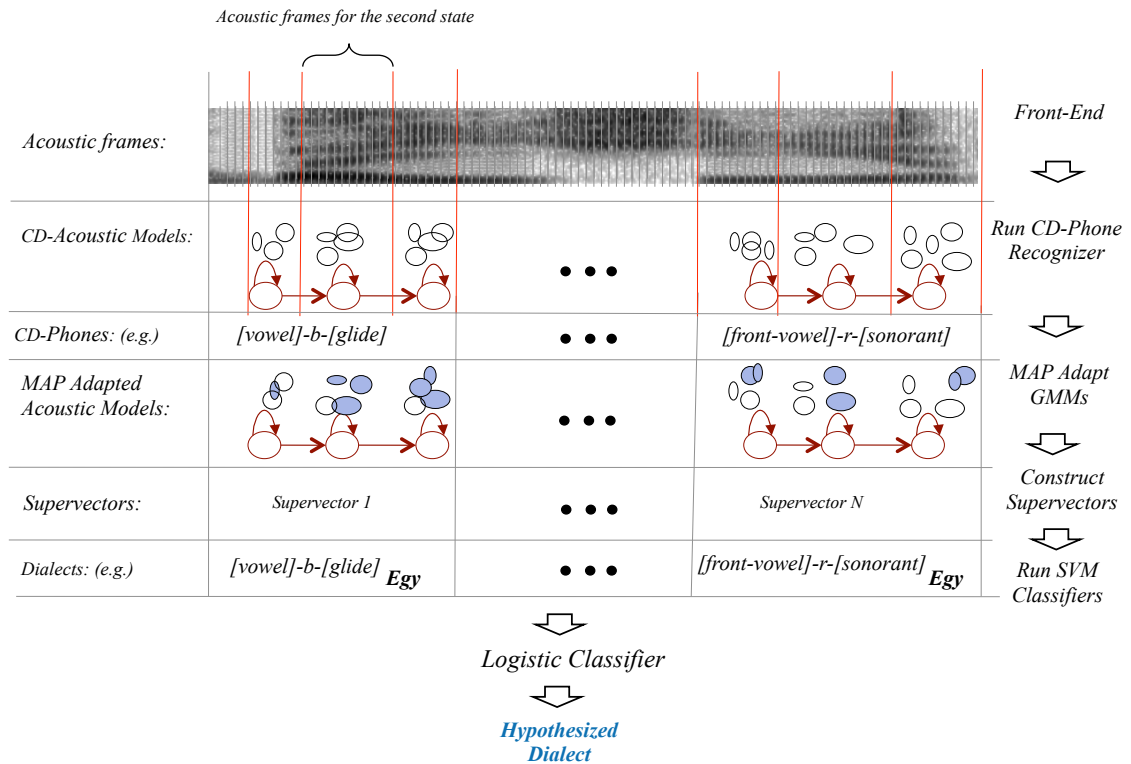 Acoustic frames for the second state
Acoustic frames:
Front-End
CD-Acoustic Models:
Run CD-Phone
Recognizer
CD-Phones: (e.g.)
[vowel]-b-[glide]
[front-vowel]-r-[sonorant]
MAP Adapted
Acoustic Models:
MAP Adapt
GMMs
Supervectors:
Supervector 1
Supervector N
Construct
Supervectors
Dialects: (e.g.)
[vowel]-b-[glide] Egy
[front-vowel]-r-[sonorant] Egy
Run SVM
Classifiers
Logistic Classifier
Hypothesized
Dialect